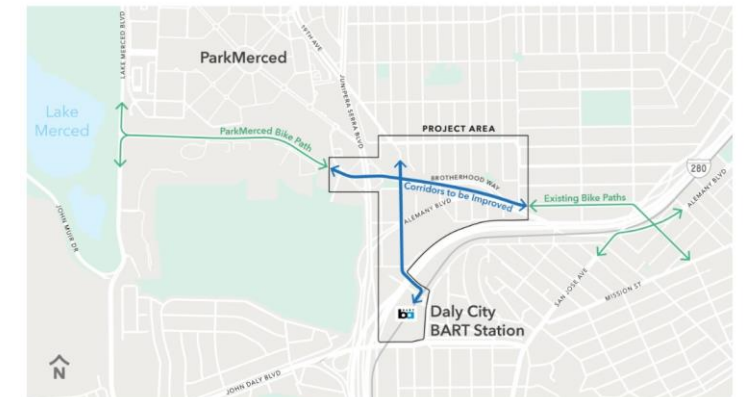 LAKE MERCED BLVD
19TH AVE
ParkMerced
JUNIPERA SERRA BLVD
Lake
Merced
ParkMerced Bike Path
PROJECT AREA
280
BROTHERHOOD WAY
Corridors to be Improved
Existing Bike Paths
ALEMANY BLVD
ALEMANY BLVD
JOHN MUIR DR
SAN JOSE AVE
MISSION ST
ba
Daly City
BART Station
N
JOHN DALY BLVD